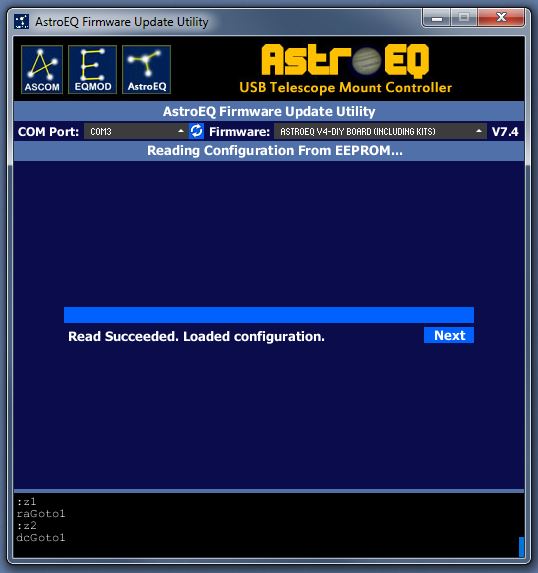 AstroEQ Firmware Update Utility
ASCOM EQMOD AstroEQ
Astr EQ
USB Telescope Mount Controller
AstroEQ Firmware Update Utility
COM Port: COM3 Firmware: ASTROEQ V4-DIY BOARD (INCLUDING KITS) V7.4
Reading Configuration From EEPROM...
Read Succeeded. Loaded configuration.
Next
:z1
raGoto1
:z2
dcGoto1